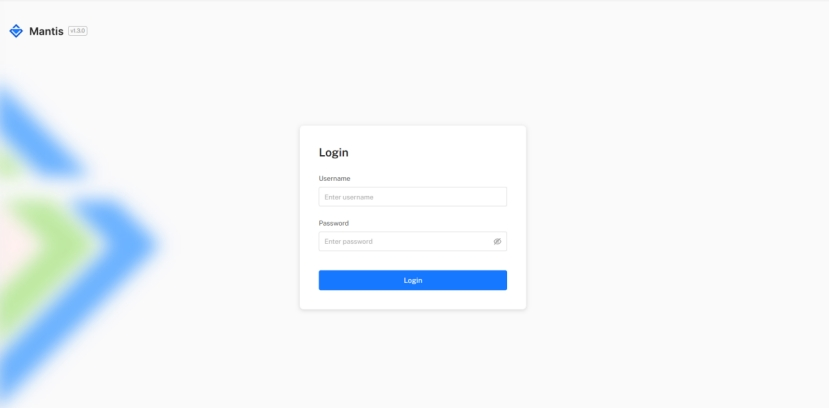 Mantis v1.3.0
Login
Username
Enter username
Password
Enter password
Login